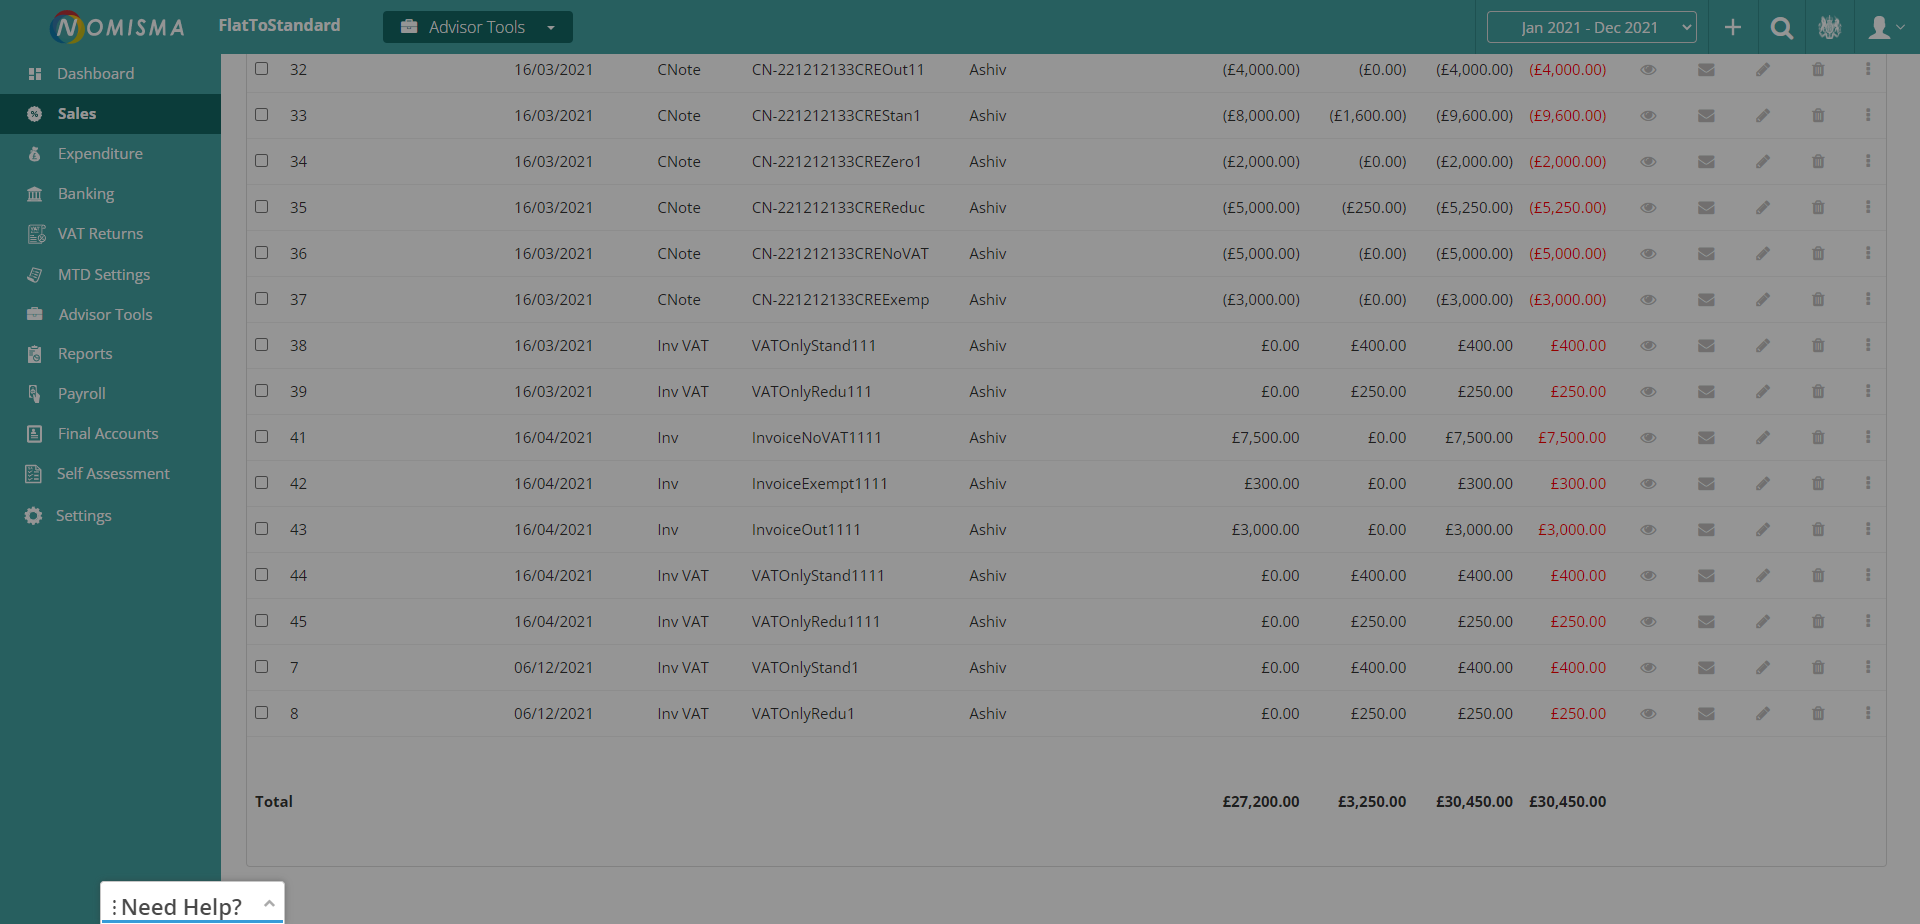 NOMISMA FlatToStandard Advisor Tools Jan 2021 - Dec 2021
Dashboard
Sales
Expenditure
Banking
VAT Returns
MTD Settings
Advisor Tools
Reports
Payroll
Final Accounts
Self Assessment
Settings
32 16/03/2021 CNote CN-221212133CREOut11 Ashiv (£4,000.00) (£0.00) (£4,000.00) (£4,000.00)
33 16/03/2021 CNote CN-221212133CREStan1 Ashiv (£8,000.00) (£1,600.00) (£9,600.00) (£9,600.00)
34 16/03/2021 CNote CN-221212133CREZero1 Ashiv (£2,000.00) (£0.00) (£2,000.00) (£2,000.00)
35 16/03/2021 CNote CN-221212133CREReduc Ashiv (£5,000.00) (£250.00) (£5,250.00) (£5,250.00)
36 16/03/2021 CNote CN-221212133CRENoVAT Ashiv (£5,000.00) (£0.00) (£5,000.00) (£5,000.00)
37 16/03/2021 CNote CN-221212133CREExemp Ashiv (£3,000.00) (£0.00) (£3,000.00) (£3,000.00)
38 16/03/2021 Inv VAT VATOnlyStand111 Ashiv £0.00 £400.00 £400.00 £400.00
39 16/03/2021 Inv VAT VATOnlyRedu111 Ashiv £0.00 £250.00 £250.00 £250.00
41 16/04/2021 Inv InvoiceNoVAT1111 Ashiv £7,500.00 £0.00 £7,500.00 £7,500.00
42 16/04/2021 Inv InvoiceExempt1111 Ashiv £300.00 £0.00 £300.00 £300.00
43 16/04/2021 Inv InvoiceOut1111 Ashiv £3,000.00 £0.00 £3,000.00 £3,000.00
44 16/04/2021 Inv VAT VATOnlyStand1111 Ashiv £0.00 £400.00 £400.00 £400.00
45 16/04/2021 Inv VAT VATOnlyRedu1111 Ashiv £0.00 £250.00 £250.00 £250.00
7 06/12/2021 Inv VAT VATOnlyStand1 Ashiv £0.00 £400.00 £400.00 £400.00
8 06/12/2021 Inv VAT VATOnlyRedu1 Ashiv £0.00 £250.00 £250.00 £250.00
Total £27,200.00 £3,250.00 £30,450.00 £30,450.00
Need Help?